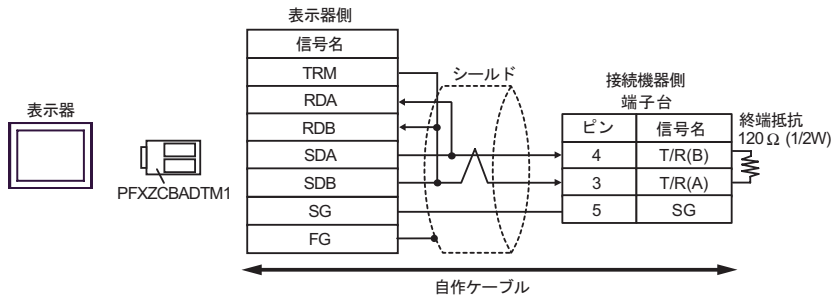 表示器側
信号名
TRM
RDA
RDB
SDA
SDB
SG
FG
シールド
接続機器側
端子台
ピン 信号名
4 T/R(B)
3 T/R(A)
5 SG
終端抵抗
120Ω (1/2W)
表示器
PFXZCBADTM1
自作ケーブル